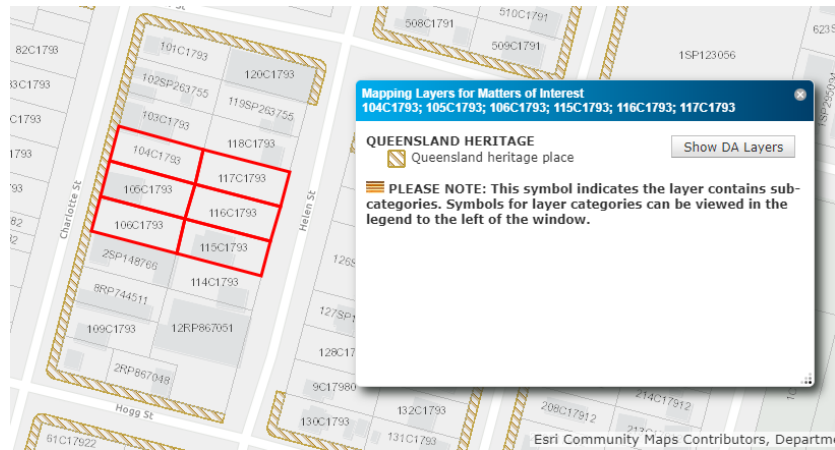 508C1791
510C1791
509C1791
1SP123056
82C1793
101C1793
120C1793
102SP263755
119SP263755
103C1793
118C1793
104C1793
117C1793
105C1793
116C1793
106C1793
115C1793
Charlotte St
Helen St
2SP148766
114C1793
8RP744511
109C1793
12RP867051
2RP867048
Hogg St
61C17922
9C17980
130C1793
132C1793
131C1793
208C17912
214C17912
Mapping Layers for Matters of Interest
104C1793; 105C1793; 106C1793; 115C1793; 116C1793; 117C1793
QUEENSLAND HERITAGE
Queensland heritage place
Show DA Layers
PLEASE NOTE: This symbol indicates the layer contains sub-
categories. Symbols for layer categories can be viewed in the
legend to the left of the window.
Esri Community Maps Contributors, Departme